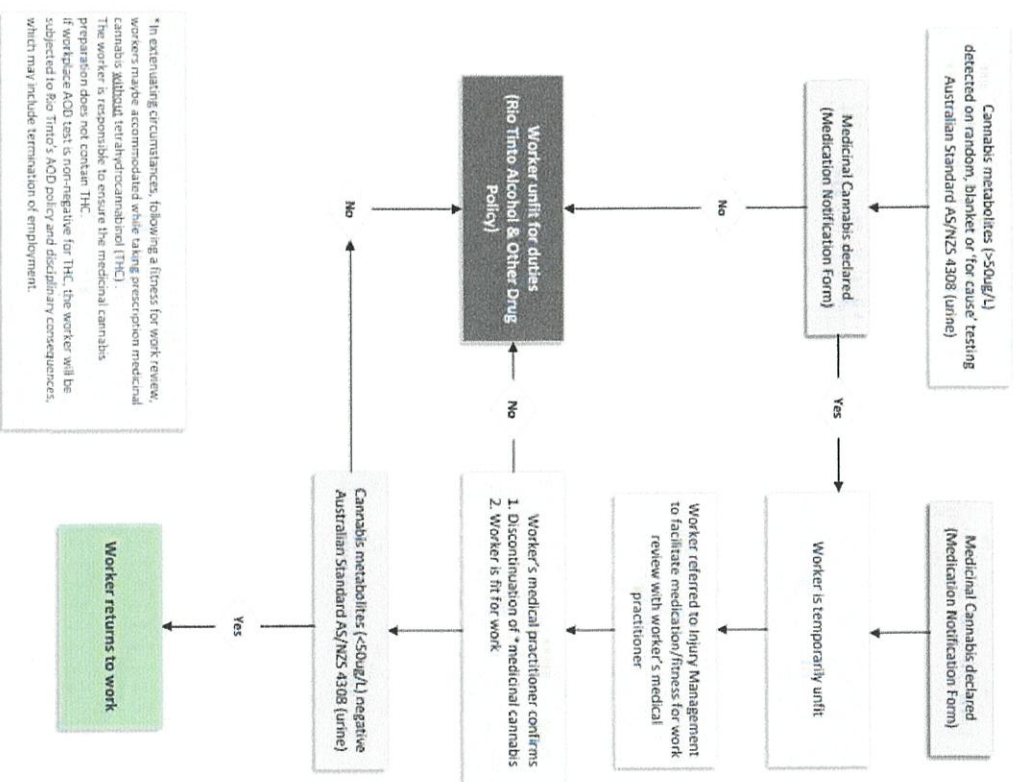 Cannabis metabolites (>50ug/L)
detected on random, blanket or 'for cause' testing
Australian Standard AS/NZS 4308 (urine)
Medicinal Cannabis declared
(Medication Notification Form)
Medicinal Cannabis declared
(Medication Notification Form)
Yes
Worker is temporarily unfit
No
Worker referred to Injury Management
to facilitate medication/fitness for work
review with worker's medical
practitioner
Worker unfit for duties
(Rio Tinto Alcohol & Other Drug
Policy)
No
Worker's medical practitioner confirms
1. Discontinuation of *medicinal cannabis
2. Worker is fit for work
No
Cannabis metabolites (<50ug/L) negative
Australian Standard AS/NZS 4308 (urine)
Yes
Worker returns to work
*In extenuating circumstances, following a fitness for work review,
workers maybe accommodated while taking prescription medicinal
cannabis without tetrahydrocannabinol (THC).
The worker is responsible to ensure the medicinal cannabis
preparation does not contain THC.
If workplace AOD test is non-negative for THC, the worker will be
subjected to Rio Tinto's AOD policy and disciplinary consequences,
which may include termination of employment.